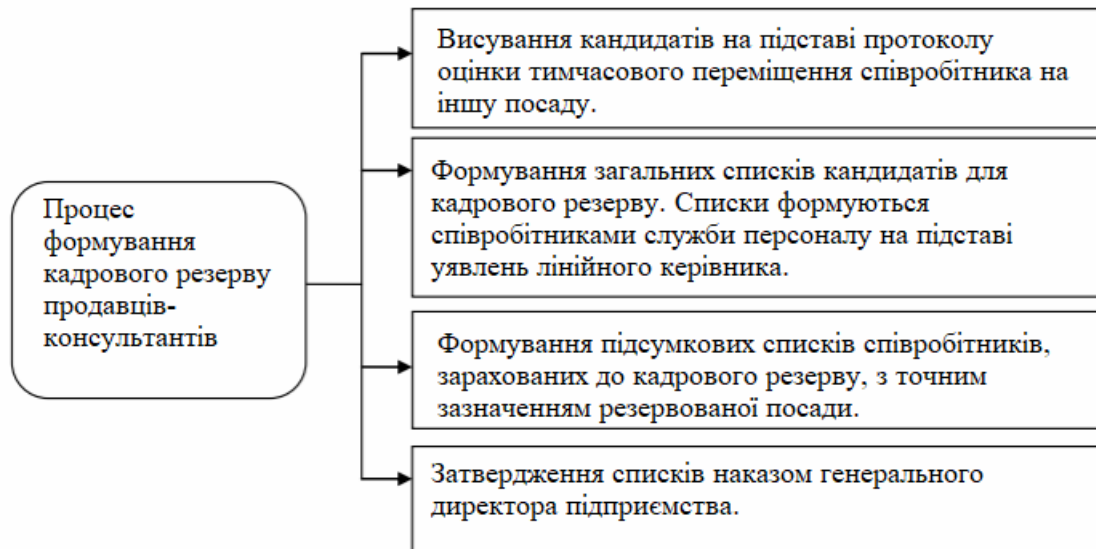 Процес
формування
кадрового резерву
продавців-
консультантів
Висування кандидатів на підставі протоколу
оцінки тимчасового переміщення співробітника на
іншу посаду.
Формування загальних списків кандидатів для
кадрового резерву. Списки формуються
співробітниками служби персоналу на підставі
уявлень лінійного керівника.
Формування підсумкових списків співробітників,
зарахованих до кадрового резерву, з точним
зазначенням резервованої посади.
Затвердження списків наказом генерального
директора підприємства.